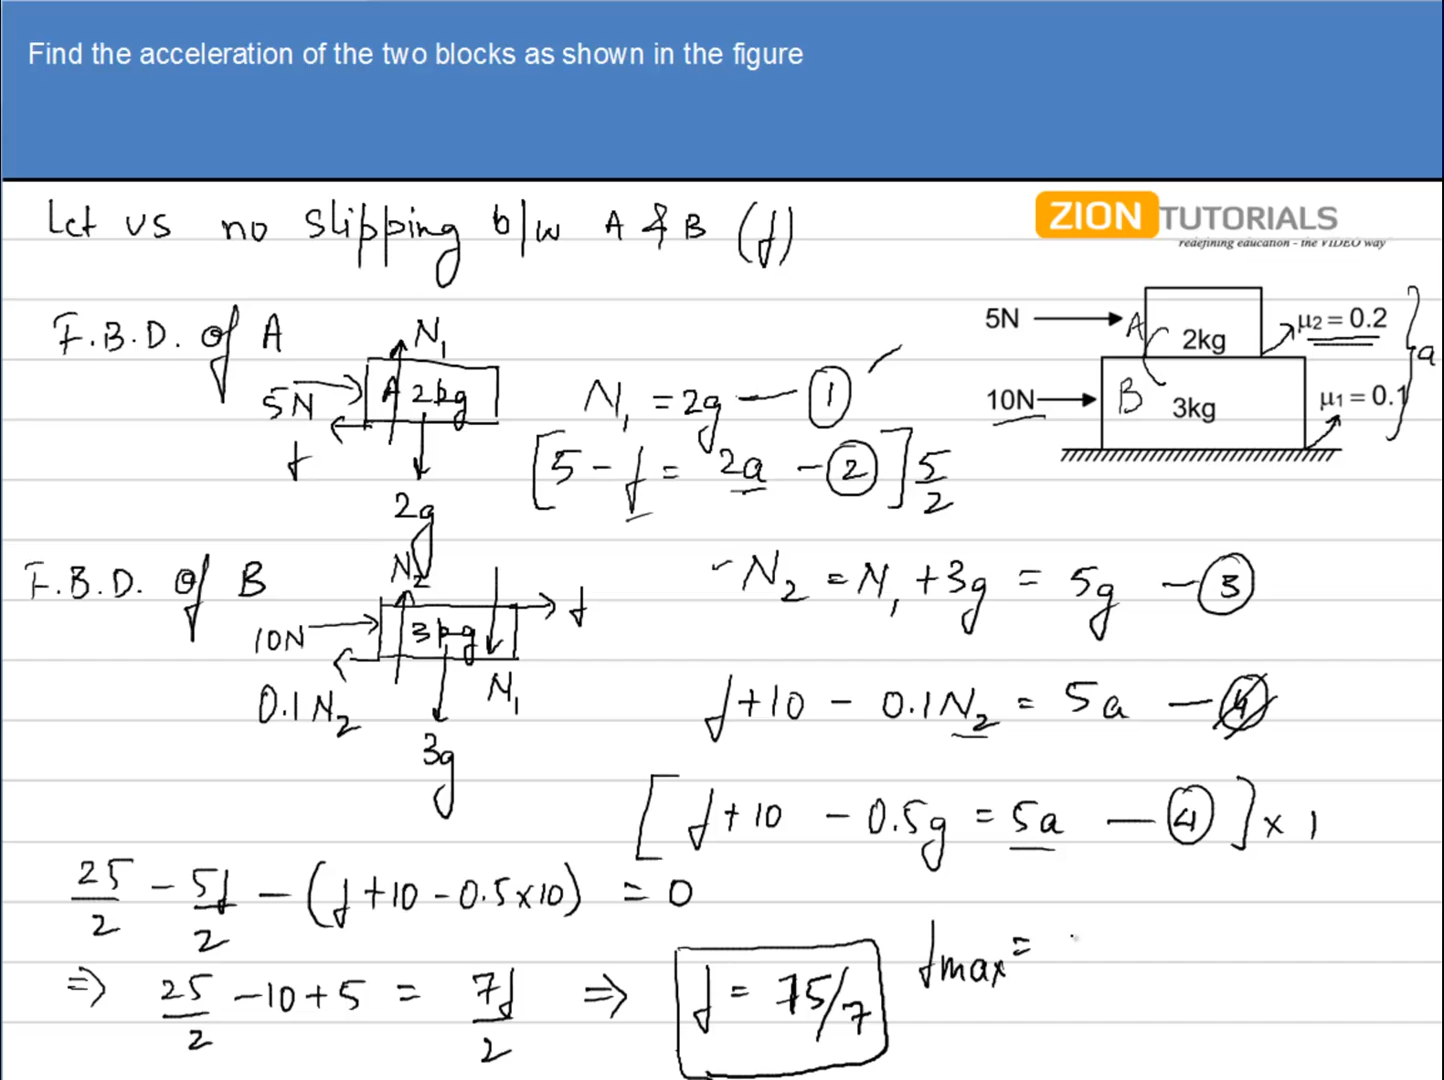 Find the acceleration of the two blocks as shown in the figure
Let us no slipping b/w A & B (f)
ZION TUTORIALS
redefining education - the VIDEO way
F.B.D. of A
N₁
5N
A 2kg
f
2g
N₁ = 2g — ①
[5 - f = 2a - ②] 5/2
5N
A
2kg
μ2 = 0.2
10N
B
3kg
μ1 = 0.1
a
F.B.D. of B
N₂
f
10N
3kg
0.1N₂
N₁
3g
N₂ = N₁ + 3g = 5g — ③
f + 10 - 0.1N₂ = 5a — ④
[f + 10 - 0.5g = 5a — ④] × 1
25/2 - 5f/2 - (f + 10 - 0.5×10) = 0
⇒ 25/2 - 10 + 5 = 7f/2 ⇒ f = 75/7
fmax =